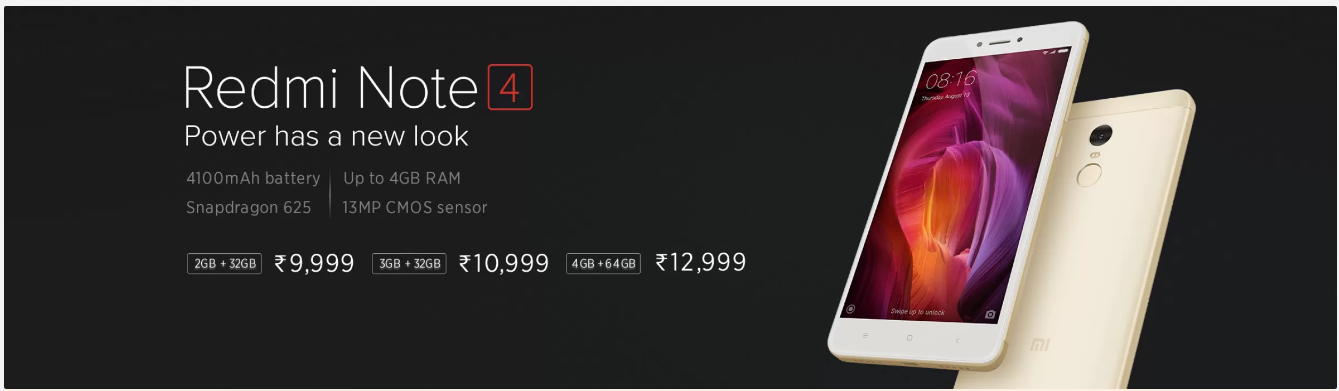 Redmi Note 4
Power has a new look
4100mAh battery Up to 4GB RAM
Snapdragon 625 13MP CMOS sensor
2GB + 32GB ₹9,999 3GB + 32GB ₹10,999 4GB + 64GB ₹12,999
08:16
Thursday August 13
Swipe up to unlock
MI